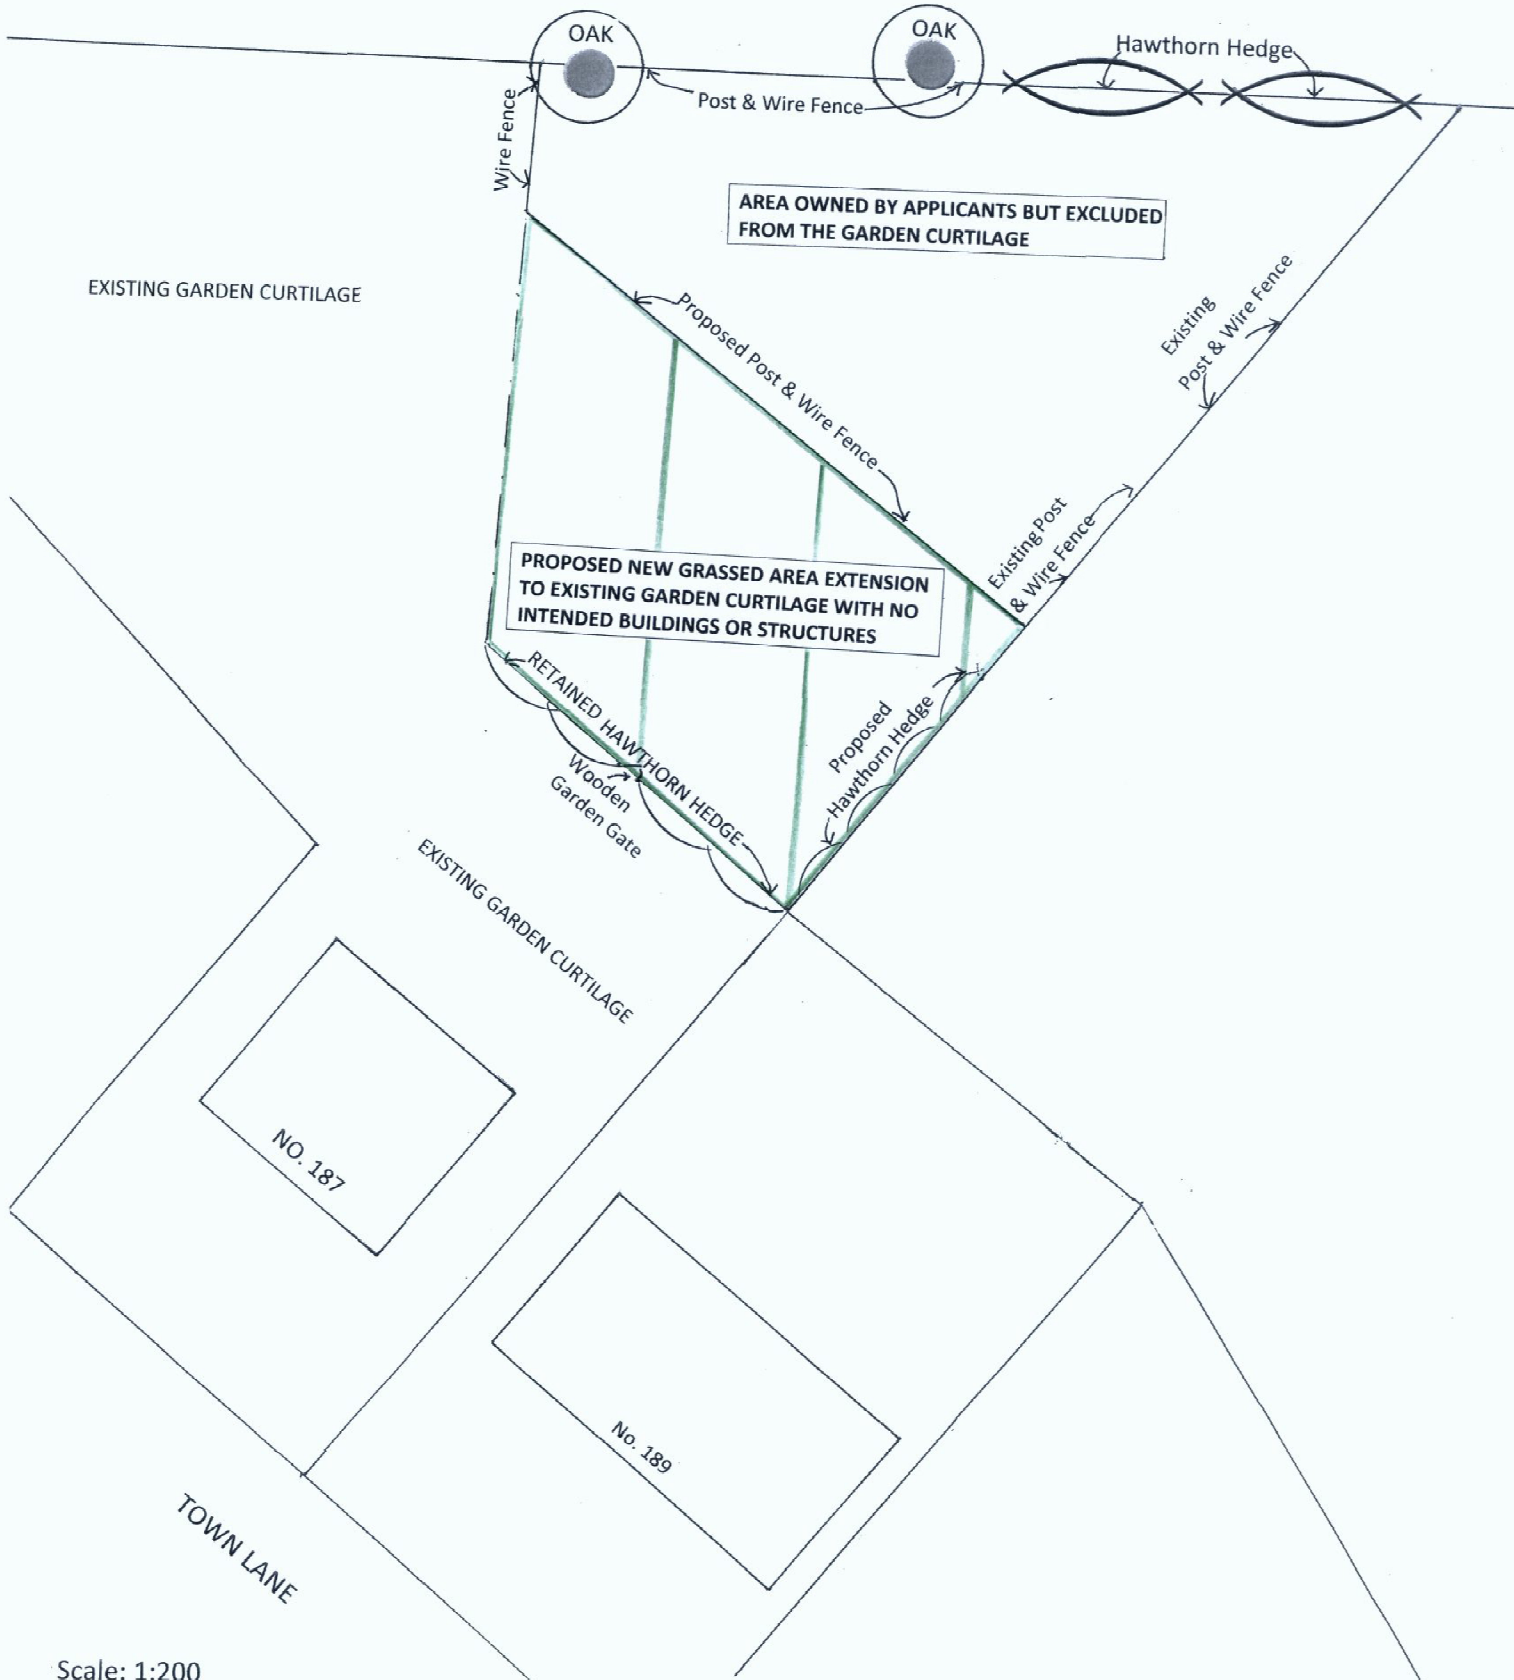 OAK
OAK
Hawthorn Hedge
Post & Wire Fence
Wire Fence
AREA OWNED BY APPLICANTS BUT EXCLUDED
FROM THE GARDEN CURTILAGE
EXISTING GARDEN CURTILAGE
Proposed Post & Wire Fence
Existing
Post & Wire Fence
Existing Post
& Wire Fence
PROPOSED NEW GRASSED AREA EXTENSION
TO EXISTING GARDEN CURTILAGE WITH NO
INTENDED BUILDINGS OR STRUCTURES
RETAINED HAWTHORN HEDGE
Proposed
Hawthorn Hedge
Wooden
Garden Gate
EXISTING GARDEN CURTILAGE
NO. 187
No. 189
TOWN LANE
Scale: 1:200